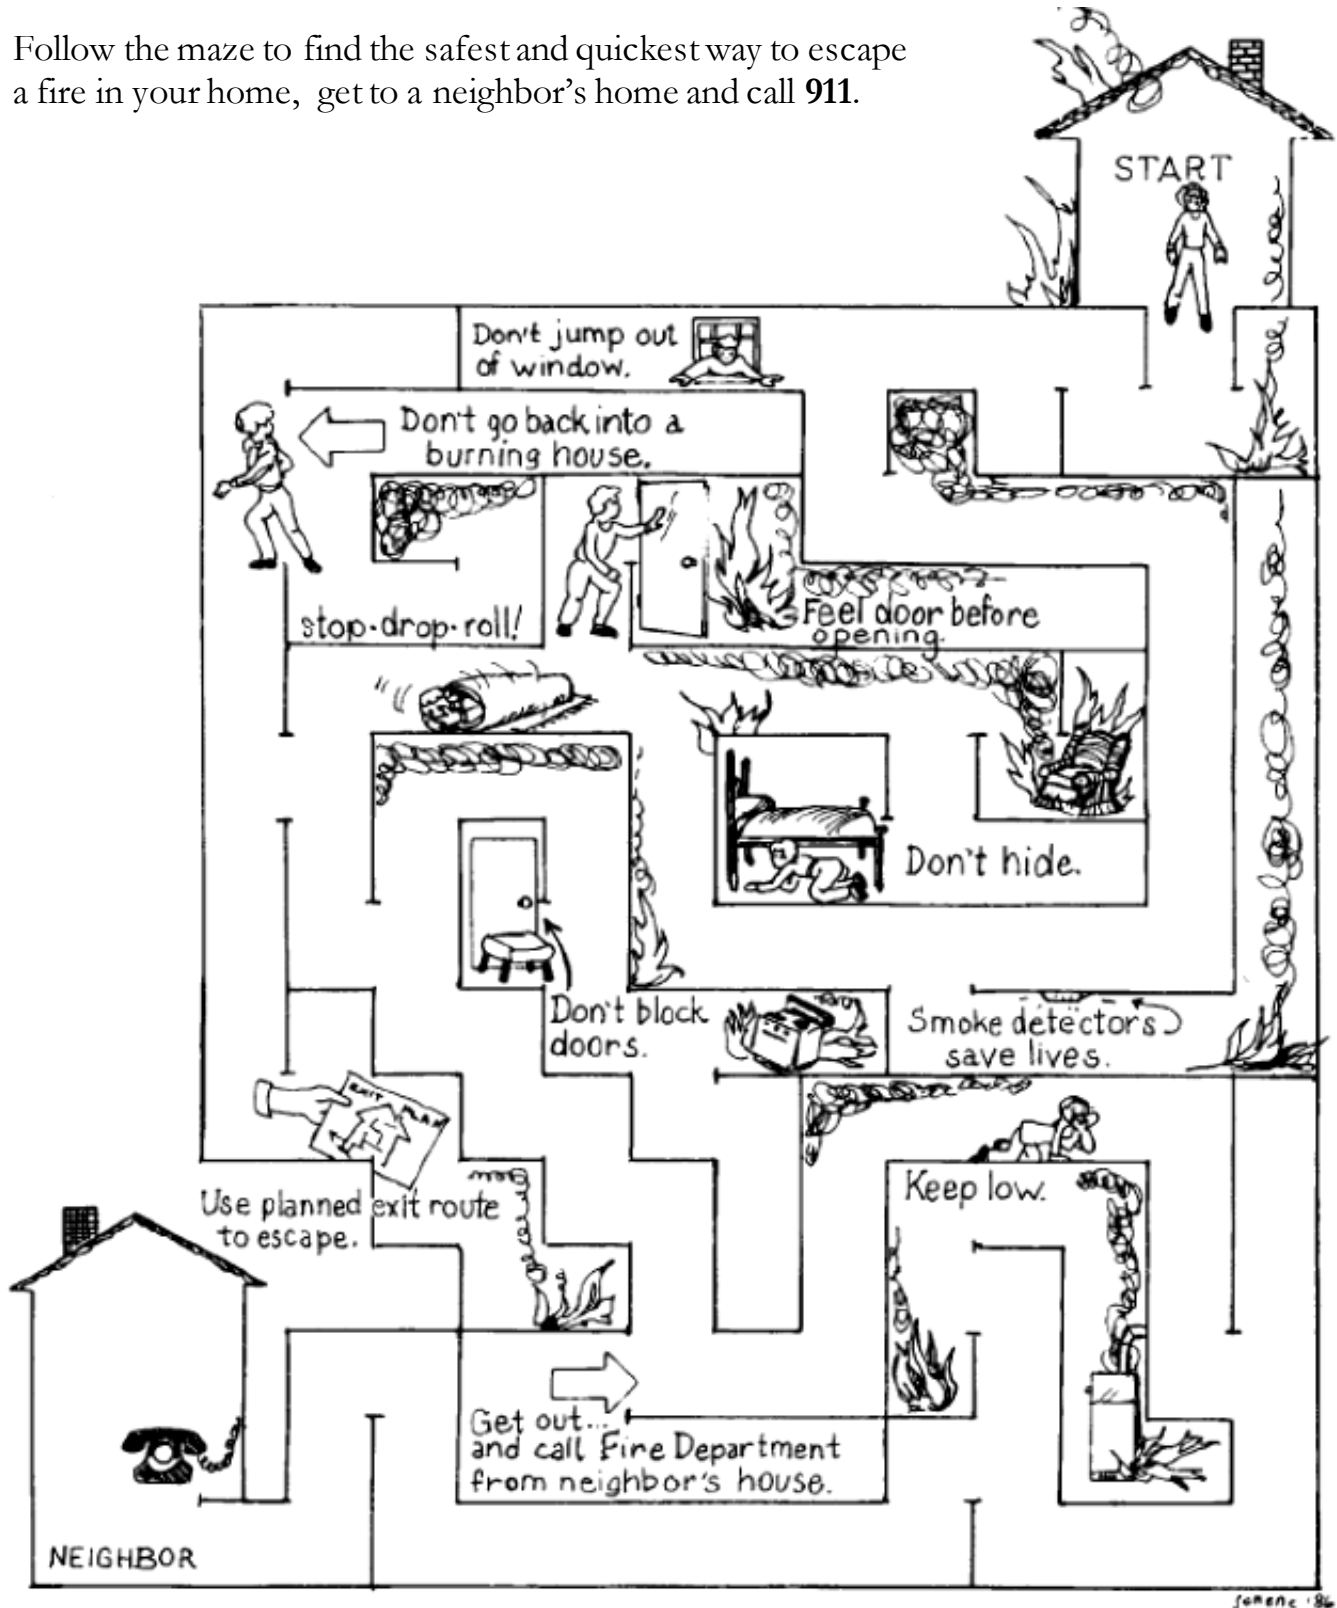 Follow the maze to find the safest and quickest way to escape
a fire in your home, get to a neighbor's home and call 911.
START
Don't jump out
of window.
Don't go back into a
burning house.
stop-drop-roll!
Feel door before
opening.
Don't hide.
Don't block
doors.
Smoke detectors
save lives.
EXIT PLAN
Keep low.
Use planned exit route
to escape.
Get out...
and call Fire Department
from neighbor's house.
NEIGHBOR